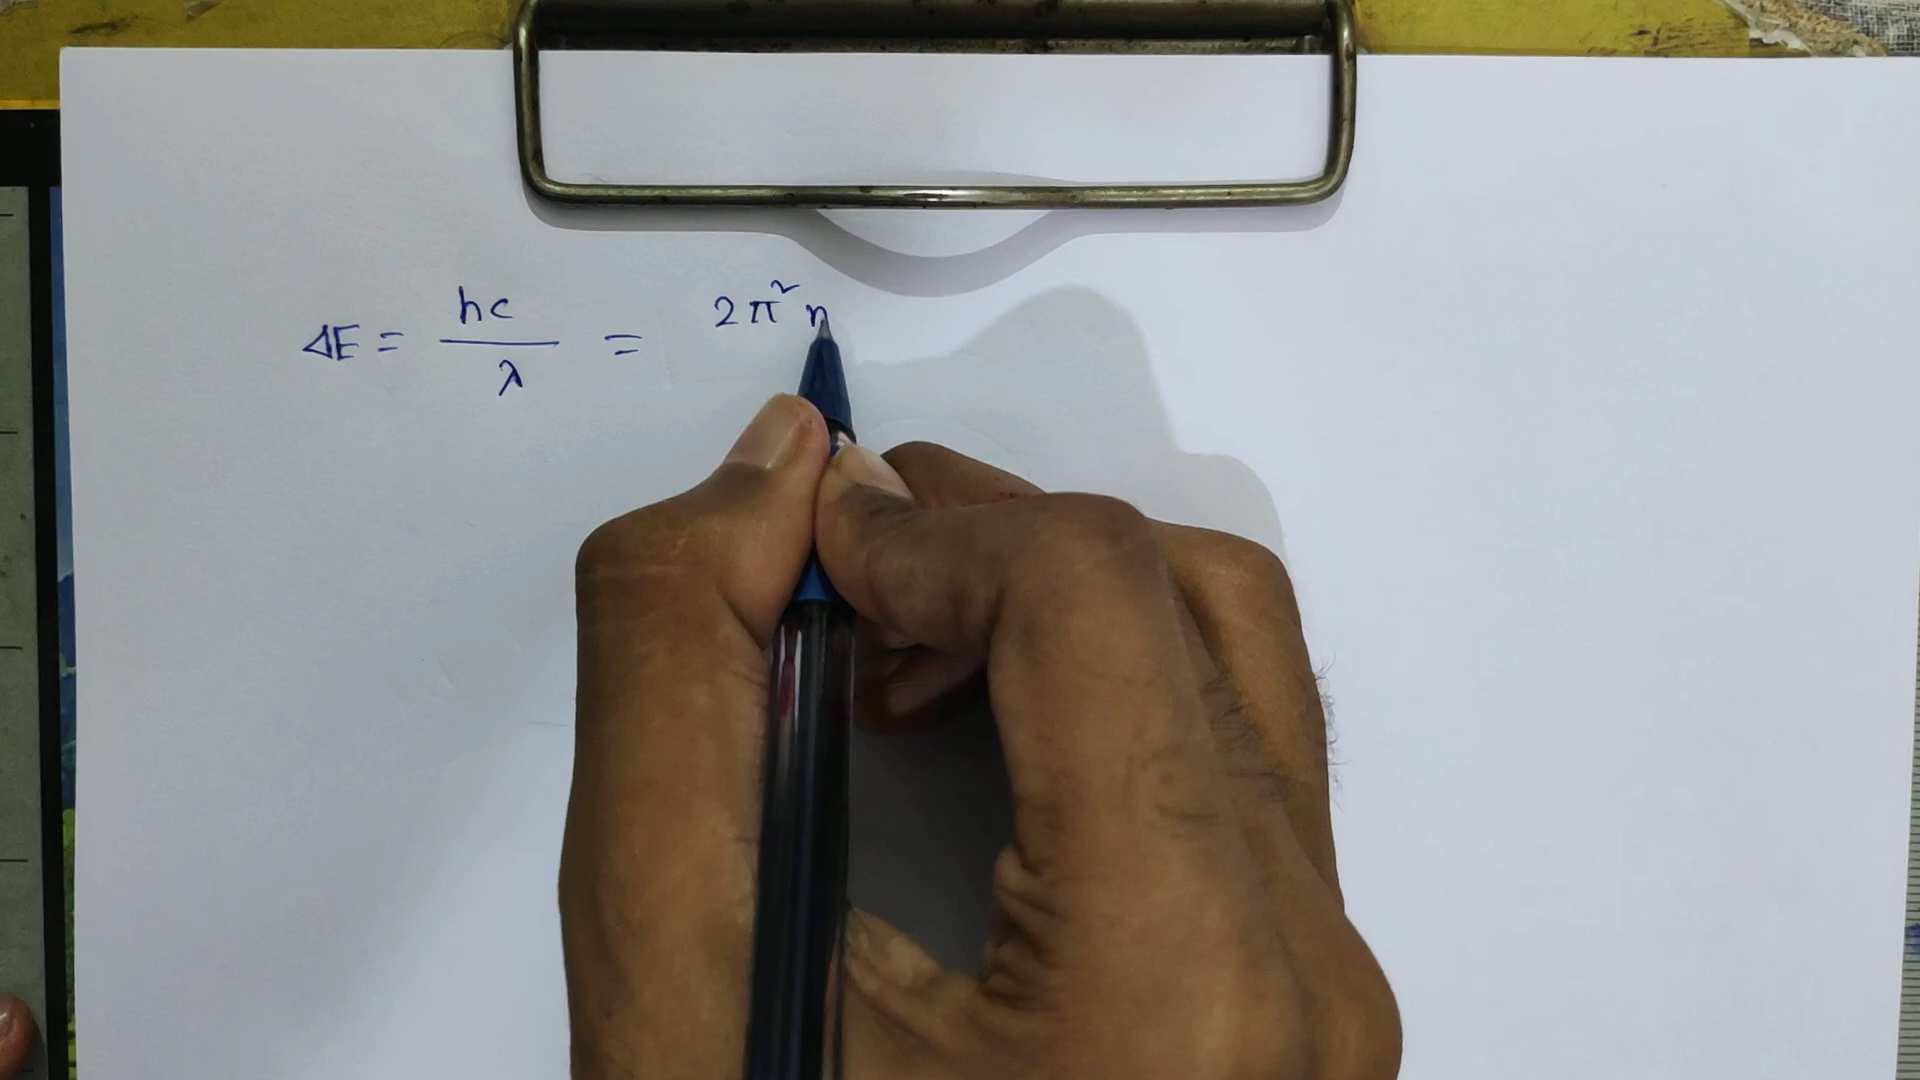 ΔE = hc / λ = 2π² n